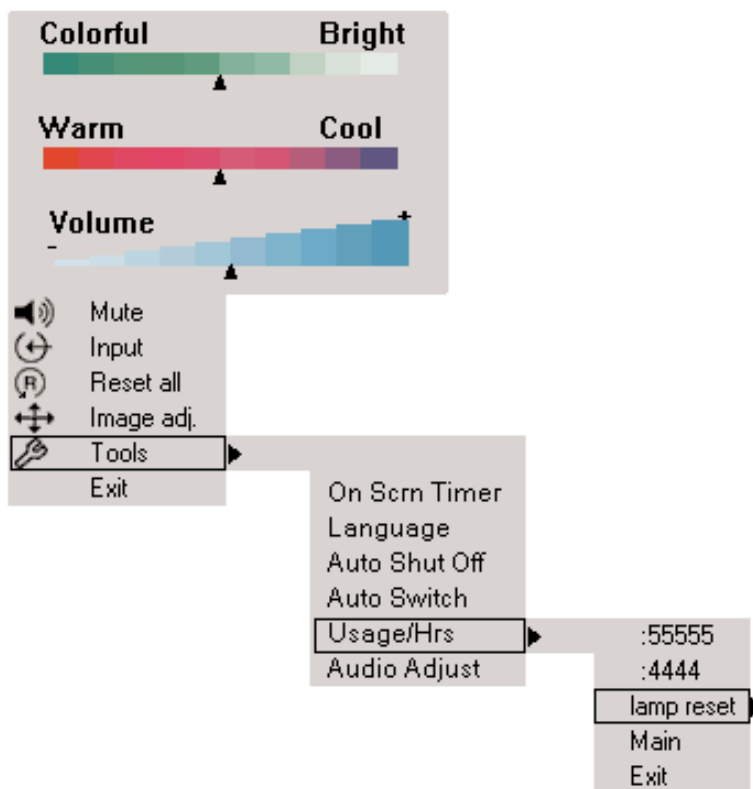 Colorful Bright
Warm Cool
Volume
- +
Mute
Input
R Reset all
Image adj.
Tools
Exit
On Scrn Timer
Language
Auto Shut Off
Auto Switch
Usage/Hrs
Audio Adjust
:55555
:4444
lamp reset
Main
Exit